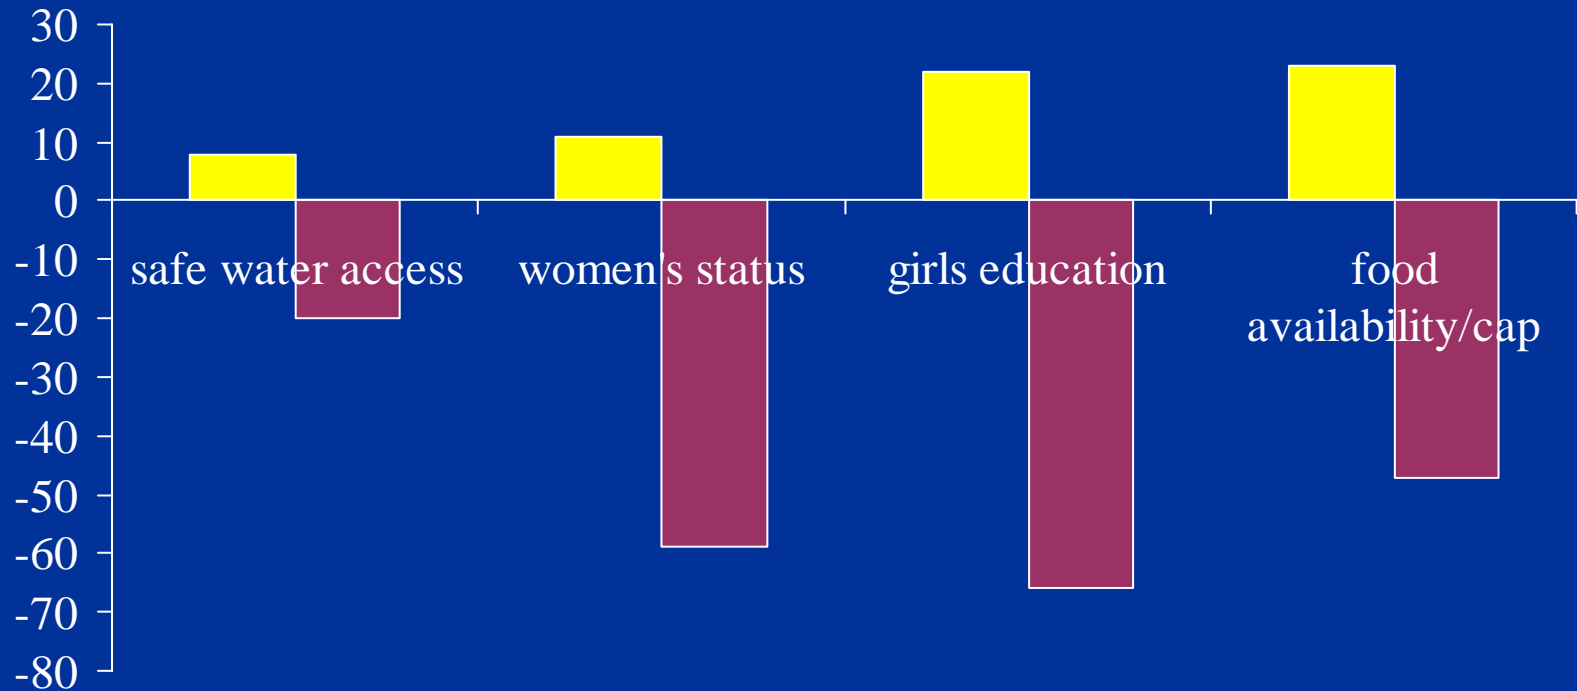 30
20
10
0
-10
-20
-30
-40
-50
-60
-70
-80
safe water access
women's status
girls education
food
availability/cap